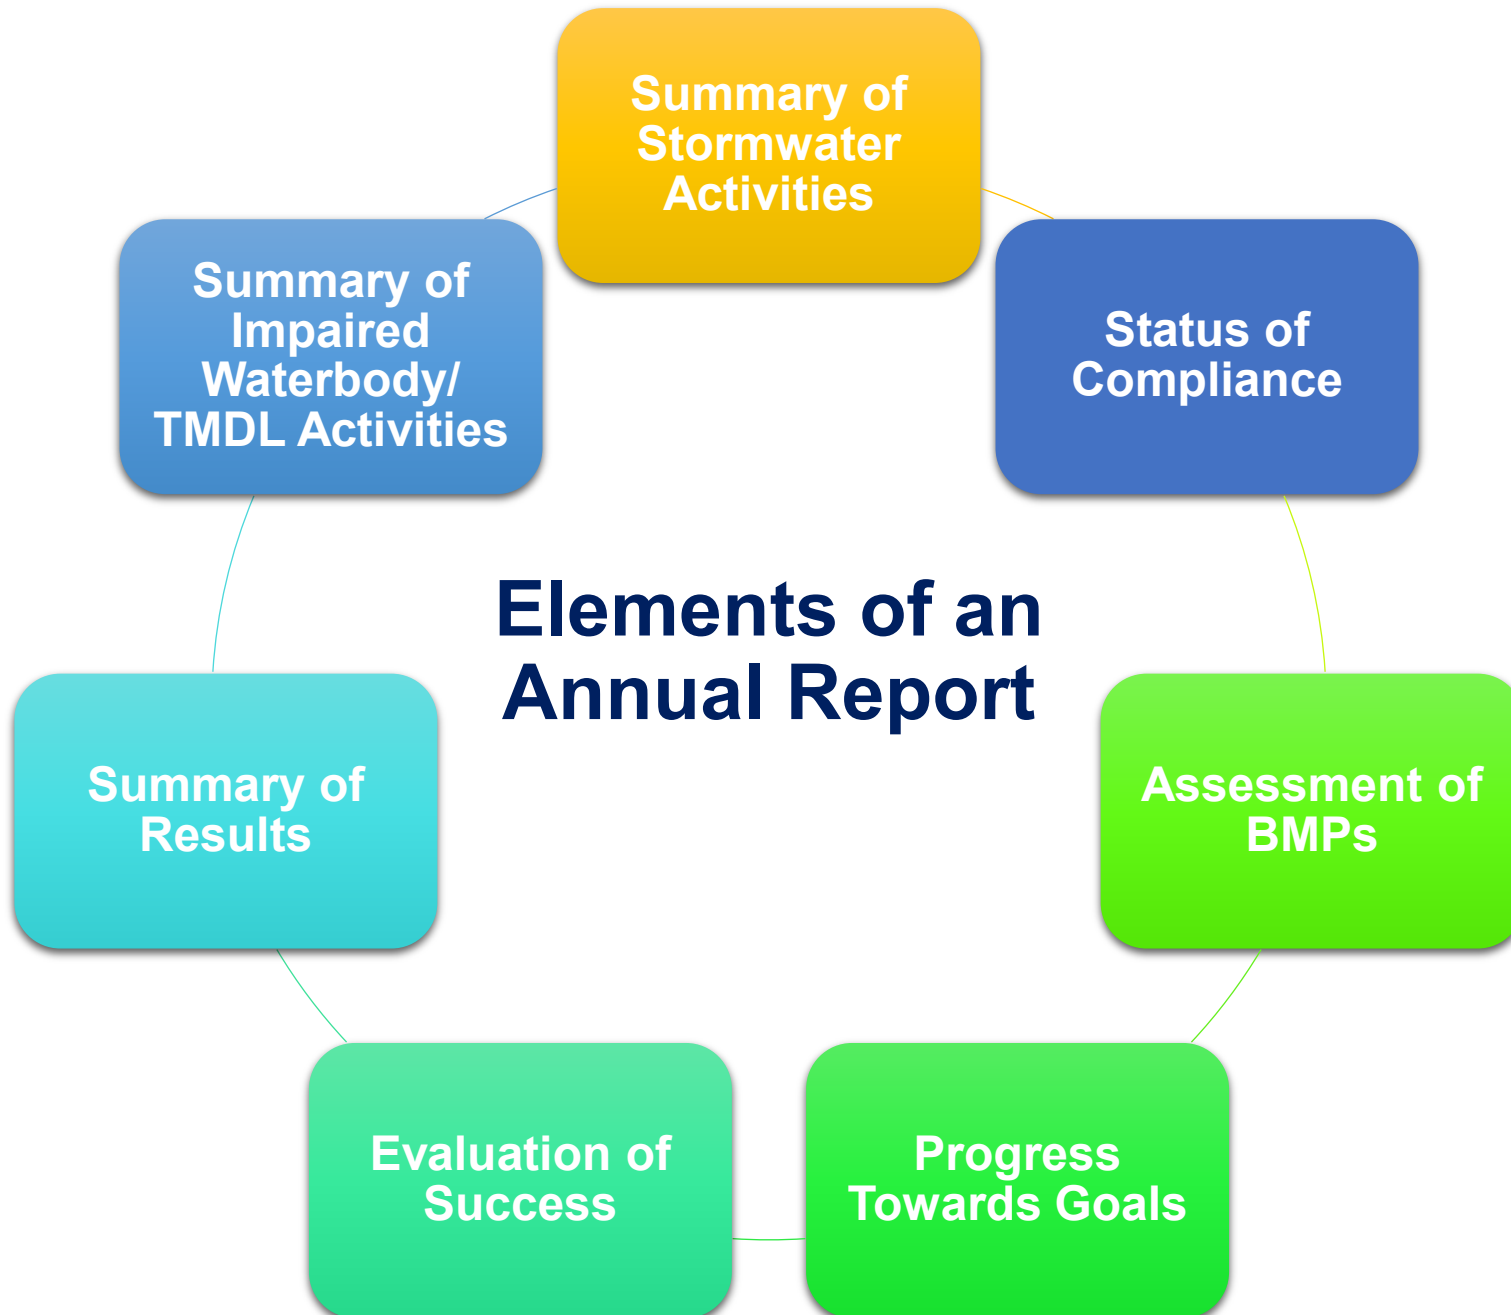 Summary of
Stormwater
Activities
Status of
Compliance
Assessment of
BMPs
Progress
Towards Goals
Evaluation of
Success
Summary of
Results
Summary of
Impaired
Waterbody/
TMDL Activities
Elements of an
Annual Report